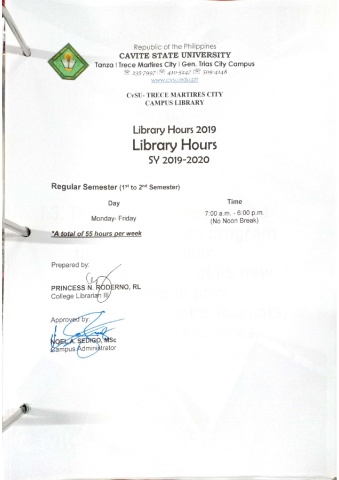 Republic of the Philippines
CAVITE STATE UNIVERSITY
Tanza | Trece Martires City | Gen. Trias City Campus
☏ 235-7997 | ☏ 410-5247 | ☏ 509-4148
www.cvsu.edu.ph
CvSU- TRECE MARTIRES CITY
CAMPUS LIBRARY
Library Hours 2019
Library Hours
SY 2019-2020
Regular Semester (1st to 2nd Semester)
Day Time
Monday- Friday 7:00 a.m. - 6:00 p.m.
(No Noon Break)
*A total of 55 hours per week
Prepared by:
PRINCESS N. RODERNO, RL
College Librarian III
Approved by:
NOEL A. SEDIGO, MSc
Campus Administrator